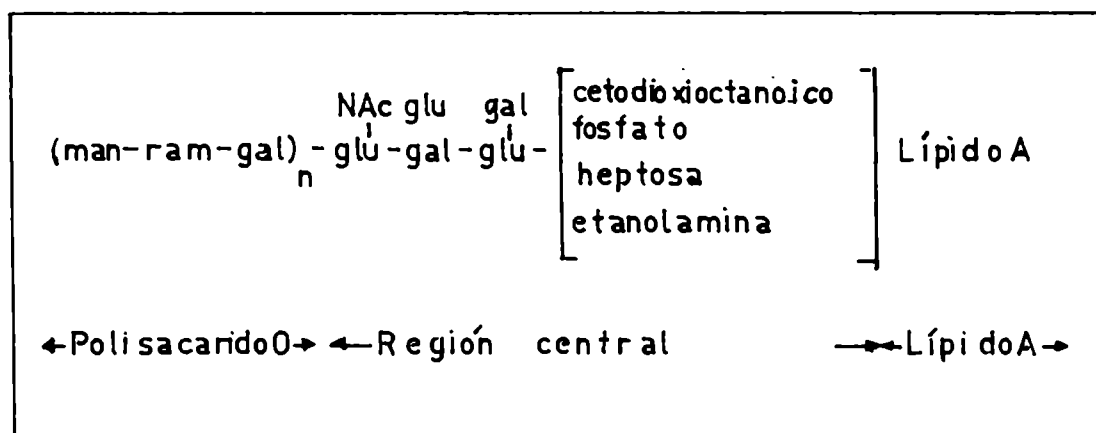 NAc glu gal
(man-ram-gal)n-glu-gal-glu-
cetodioxioctanoico
fosfato
heptosa
etanolamina
Lípido A
←Polisacarido O→ ←Región central →←Lípido A→